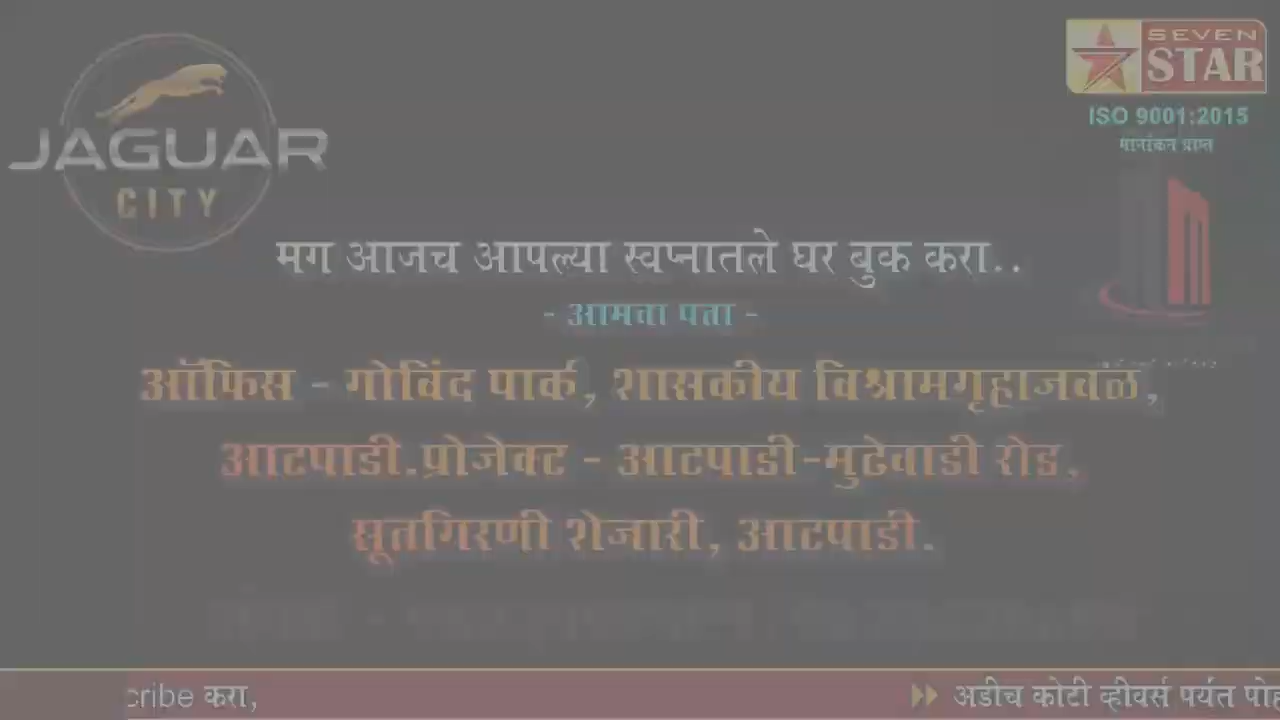 JAGUAR
CITY
SEVEN
STAR
ISO 9001:2015
मानांकन प्राप्त
मग आजच आपल्या स्वप्नातले घर बुक करा..
- आमचा पत्ता -
ऑफिस - गोविंद पार्क, शासकीय विश्रामगृहाजवळ,
आटपाडी.प्रोजेक्ट - आटपाडी-मुढेवाडी रोड,
सूतगिरणी शेजारी, आटपाडी.
cribe करा,
अडीच कोटी व्हीवर्स पर्यंत पोह